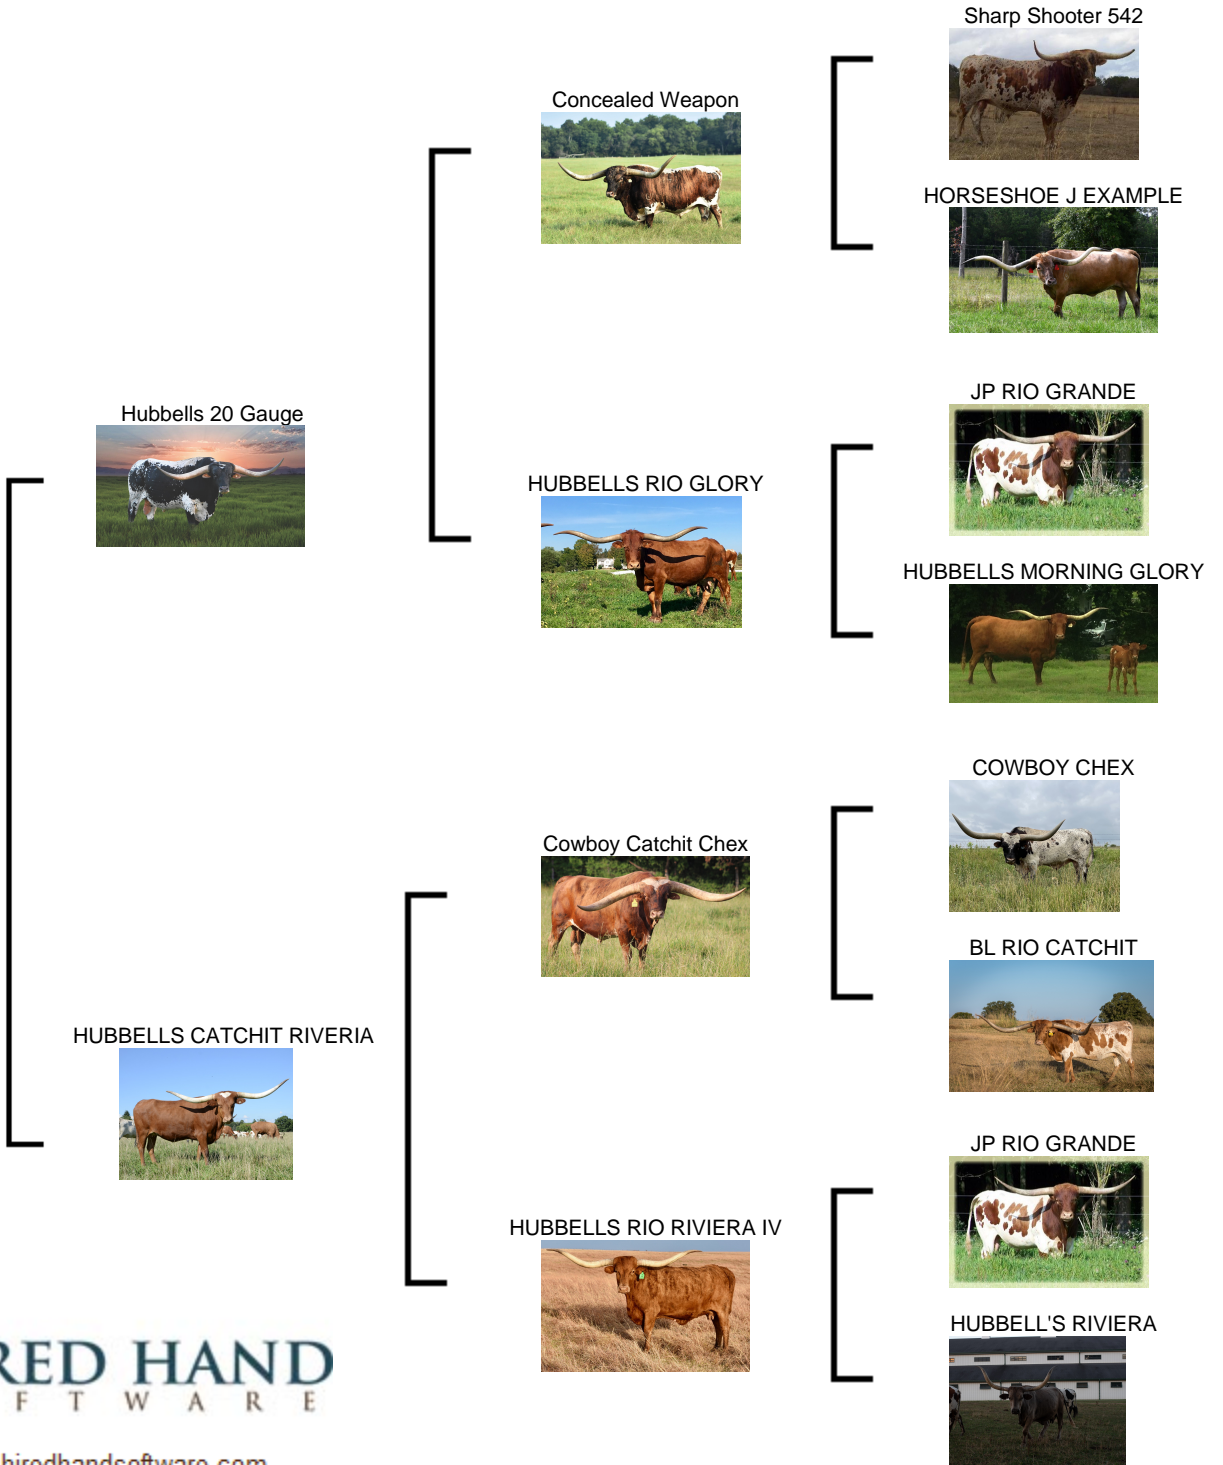 Sharp Shooter 542
Concealed Weapon
HORSESHOE J EXAMPLE
JP RIO GRANDE
Hubbells 20 Gauge
HUBBELLS RIO GLORY
HUBBELLS MORNING GLORY
COWBOY CHEX
Cowboy Catchit Chex
BL RIO CATCHIT
HUBBELLS CATCHIT RIVERIA
JP RIO GRANDE
HUBBELLS RIO RIVIERA IV
HUBBELL'S RIVIERA
RED HAND
F T W A R E
hiredhandsoftware.com